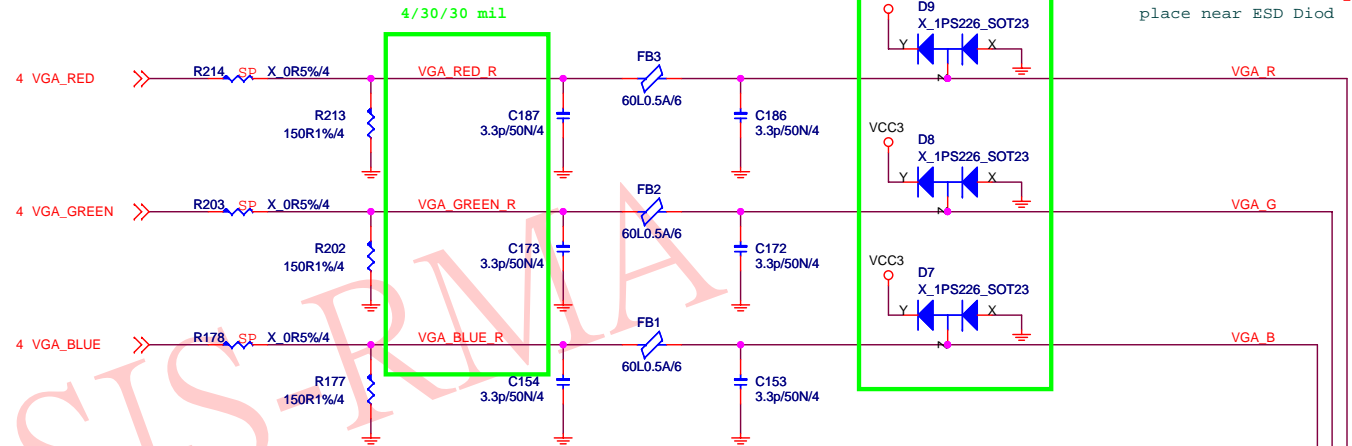 4/30/30 mil
D9
X_1PS226_SOT23
place near ESD Diod
Y X
4 VGA_RED R214 SP X_0R5%/4 VGA_RED_R FB3 VGA_R
60L0.5A/6
R213
150R1%/4
C187
3.3p/50N/4
C186
3.3p/50N/4
VCC3
D8
X_1PS226_SOT23
Y X
4 VGA_GREEN R203 SP X_0R5%/4 VGA_GREEN_R FB2 VGA_G
60L0.5A/6
R202
150R1%/4
C173
3.3p/50N/4
C172
3.3p/50N/4
VCC3
D7
X_1PS226_SOT23
Y X
4 VGA_BLUE R178 SP X_0R5%/4 VGA_BLUE_R FB1 VGA_B
60L0.5A/6
R177
150R1%/4
C154
3.3p/50N/4
C153
3.3p/50N/4
SIS-RMA